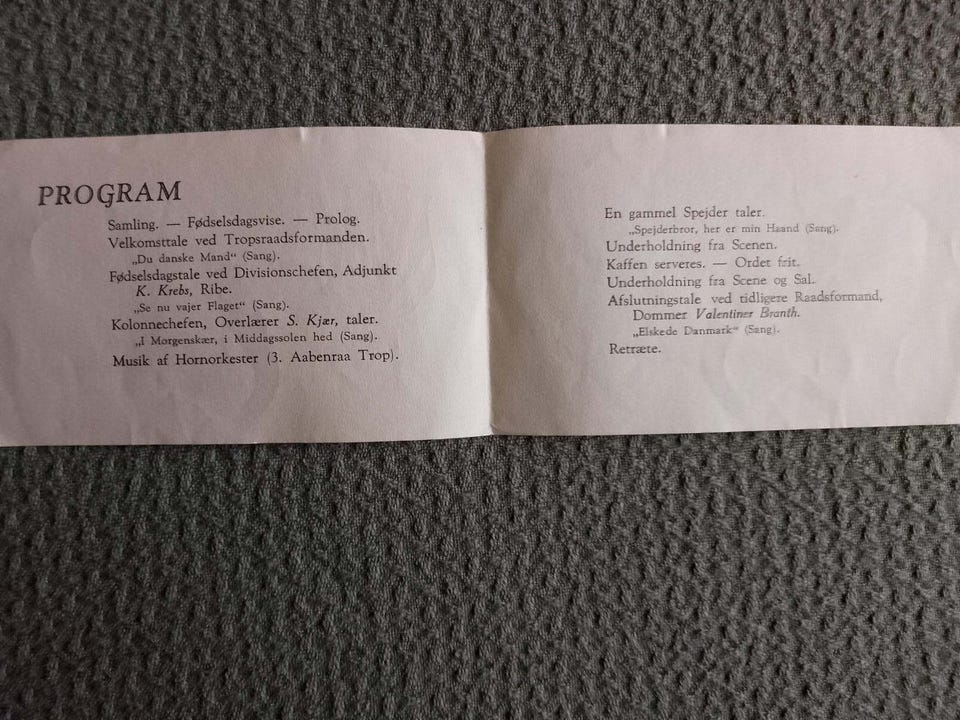 PROGRAM
Samling. — Fødselsdagsvise. — Prolog.
Velkomsttale ved Tropsraadsformanden.
„Du danske Mand“ (Sang).
Fødselsdagstale ved Divisionschefen, Adjunkt
K. Krebs, Ribe.
„Se nu vajer Flaget“ (Sang).
Kolonnechefen, Overlærer S. Kjær, taler.
„I Morgenskær, i Middagssolen hed (Sang).
Musik af Hornorkester (3. Aabenraa Trop).
En gammel Spejder taler.
„Spejderbror, her er min Haand (Sang).
Underholdning fra Scenen.
Kaffen serveres. — Ordet frit.
Underholdning fra Scene og Sal.
Afslutningstale ved tidligere Raadsformand,
Dommer Valentiner Branth.
„Elskede Danmark“ (Sang).
Retræte.